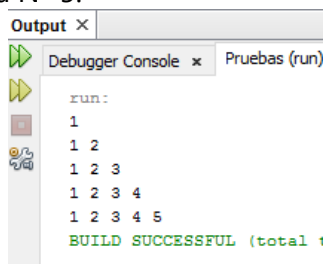 Output ×
Debugger Console × Pruebas (run)
run:
1
1 2
1 2 3
1 2 3 4
1 2 3 4 5
BUILD SUCCESSFUL (total